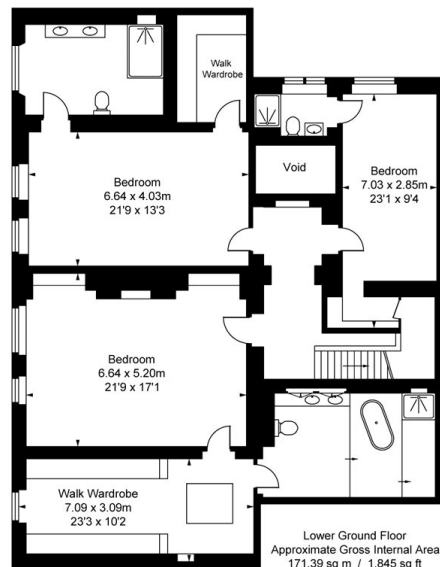 Walk
Wardrobe
Void
Bedroom
6.64 x 4.03m
21'9 x 13'3
Bedroom
7.03 x 2.85m
23'1 x 9'4
Bedroom
6.64 x 5.20m
21'9 x 17'1
Walk Wardrobe
7.09 x 3.09m
23'3 x 10'2
Lower Ground Floor
Approximate Gross Internal Area
171.39 sq m / 1,845 sq ft